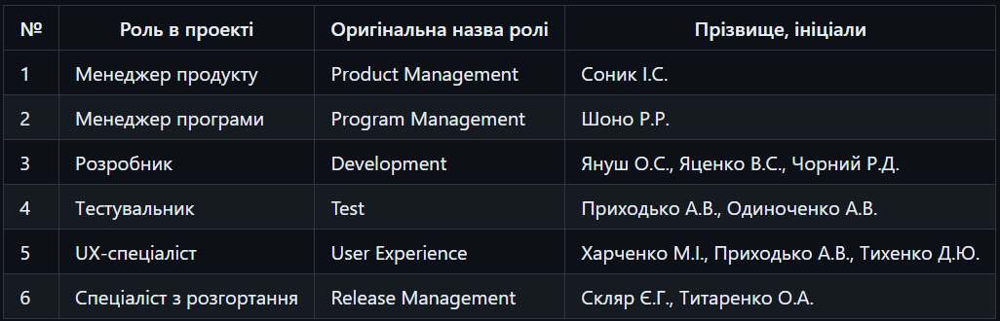 № Роль в проекті Оригінальна назва ролі Прізвище, ініціали
1 Менеджер продукту Product Management Соник І.С.
2 Менеджер програми Program Management Шоно Р.Р.
3 Розробник Development Януш О.С., Яценко В.С., Чорний Р.Д.
4 Тестувальник Test Приходько А.В., Одиноченко А.В.
5 UX-спеціаліст User Experience Харченко М.І., Приходько А.В., Тихенко Д.Ю.
6 Спеціаліст з розгортання Release Management Скляр Є.Г., Титаренко О.А.